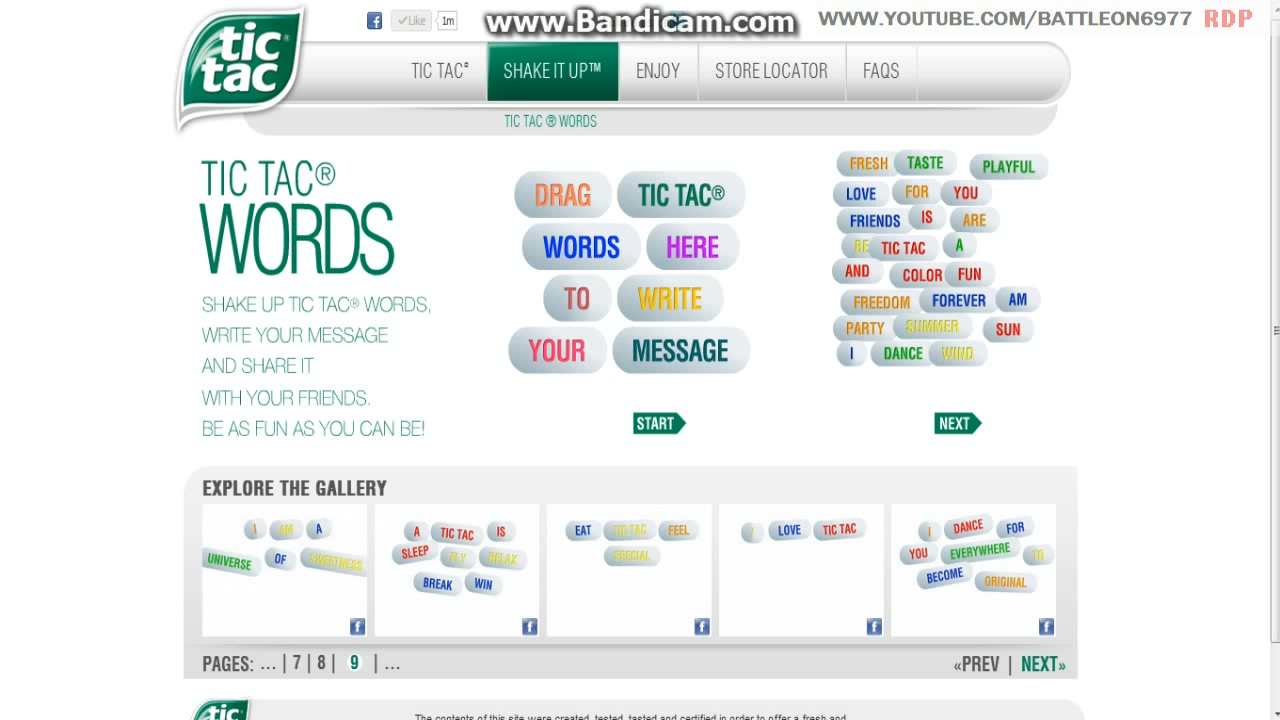 Like 1m
www.Bandicam.com
WWW.YOUTUBE.COM/BATTLEON6977 RDP
tic
tac
TIC TAC® SHAKE IT UP™ ENJOY STORE LOCATOR FAQS
TIC TAC ® WORDS
TIC TAC®
WORDS
SHAKE UP TIC TAC® WORDS,
WRITE YOUR MESSAGE
AND SHARE IT
WITH YOUR FRIENDS.
BE AS FUN AS YOU CAN BE!
DRAG TIC TAC®
WORDS HERE
TO WRITE
YOUR MESSAGE
START
FRESH TASTE PLAYFUL
LOVE FOR YOU
FRIENDS IS ARE
BE TIC TAC A
AND COLOR FUN
FREEDOM FOREVER AM
PARTY SUMMER SUN
I DANCE WIND
NEXT
EXPLORE THE GALLERY
I AM A
UNIVERSE OF SWEETNESS
A TIC TAC IS
SLEEP FLY RELAX
BREAK WIN
EAT TIC TAC FEEL
SPECIAL
I LOVE TIC TAC
I DANCE FOR
YOU EVERYWHERE TO
BECOME ORIGINAL
PAGES: ... | 7 | 8 | 9 | ...
«PREV | NEXT»
tic
The contents of this site were created, tested, tasted and certified in order to offer a fresh and